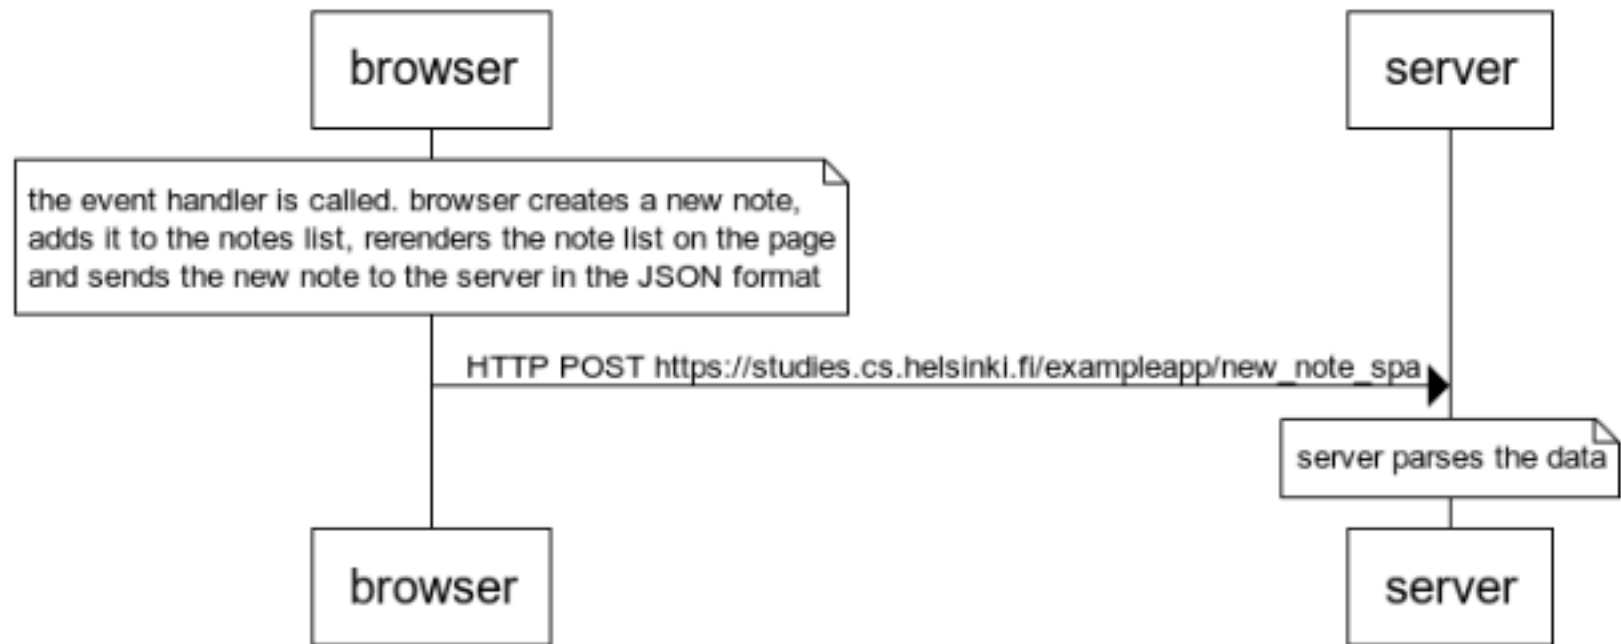 browser
server
the event handler is called. browser creates a new note,
adds it to the notes list, rerenders the note list on the page
and sends the new note to the server in the JSON format
HTTP POST https://studies.cs.helsinki.fi/exampleapp/new_note_spa
server parses the data
browser
server